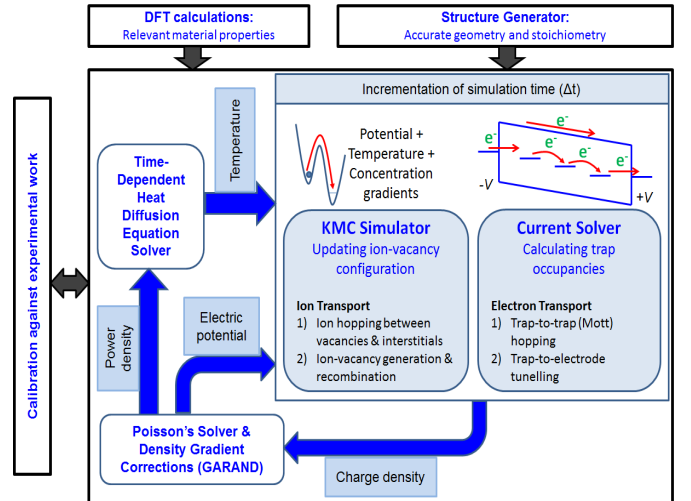 DFT calculations:
Relevant material properties
Structure Generator:
Accurate geometry and stoichiometry
Calibration against experimental work
Incrementation of simulation time (Δt)
Temperature
Potential +
Temperature +
Concentration
gradients
e⁻
e⁻
e⁻
e⁻
e⁻
-V
+V
Time-
Dependent
Heat
Diffusion
Equation
Solver
KMC Simulator
Updating ion-vacancy
configuration
Ion Transport
1) Ion hopping between
vacancies & interstitials
2) Ion-vacancy generation &
recombination
Current Solver
Calculating trap
occupancies
Electron Transport
1) Trap-to-trap (Mott)
hopping
2) Trap-to-electrode
tunelling
Power
density
Electric
potential
Poisson's Solver &
Density Gradient
Corrections (GARAND)
Charge density